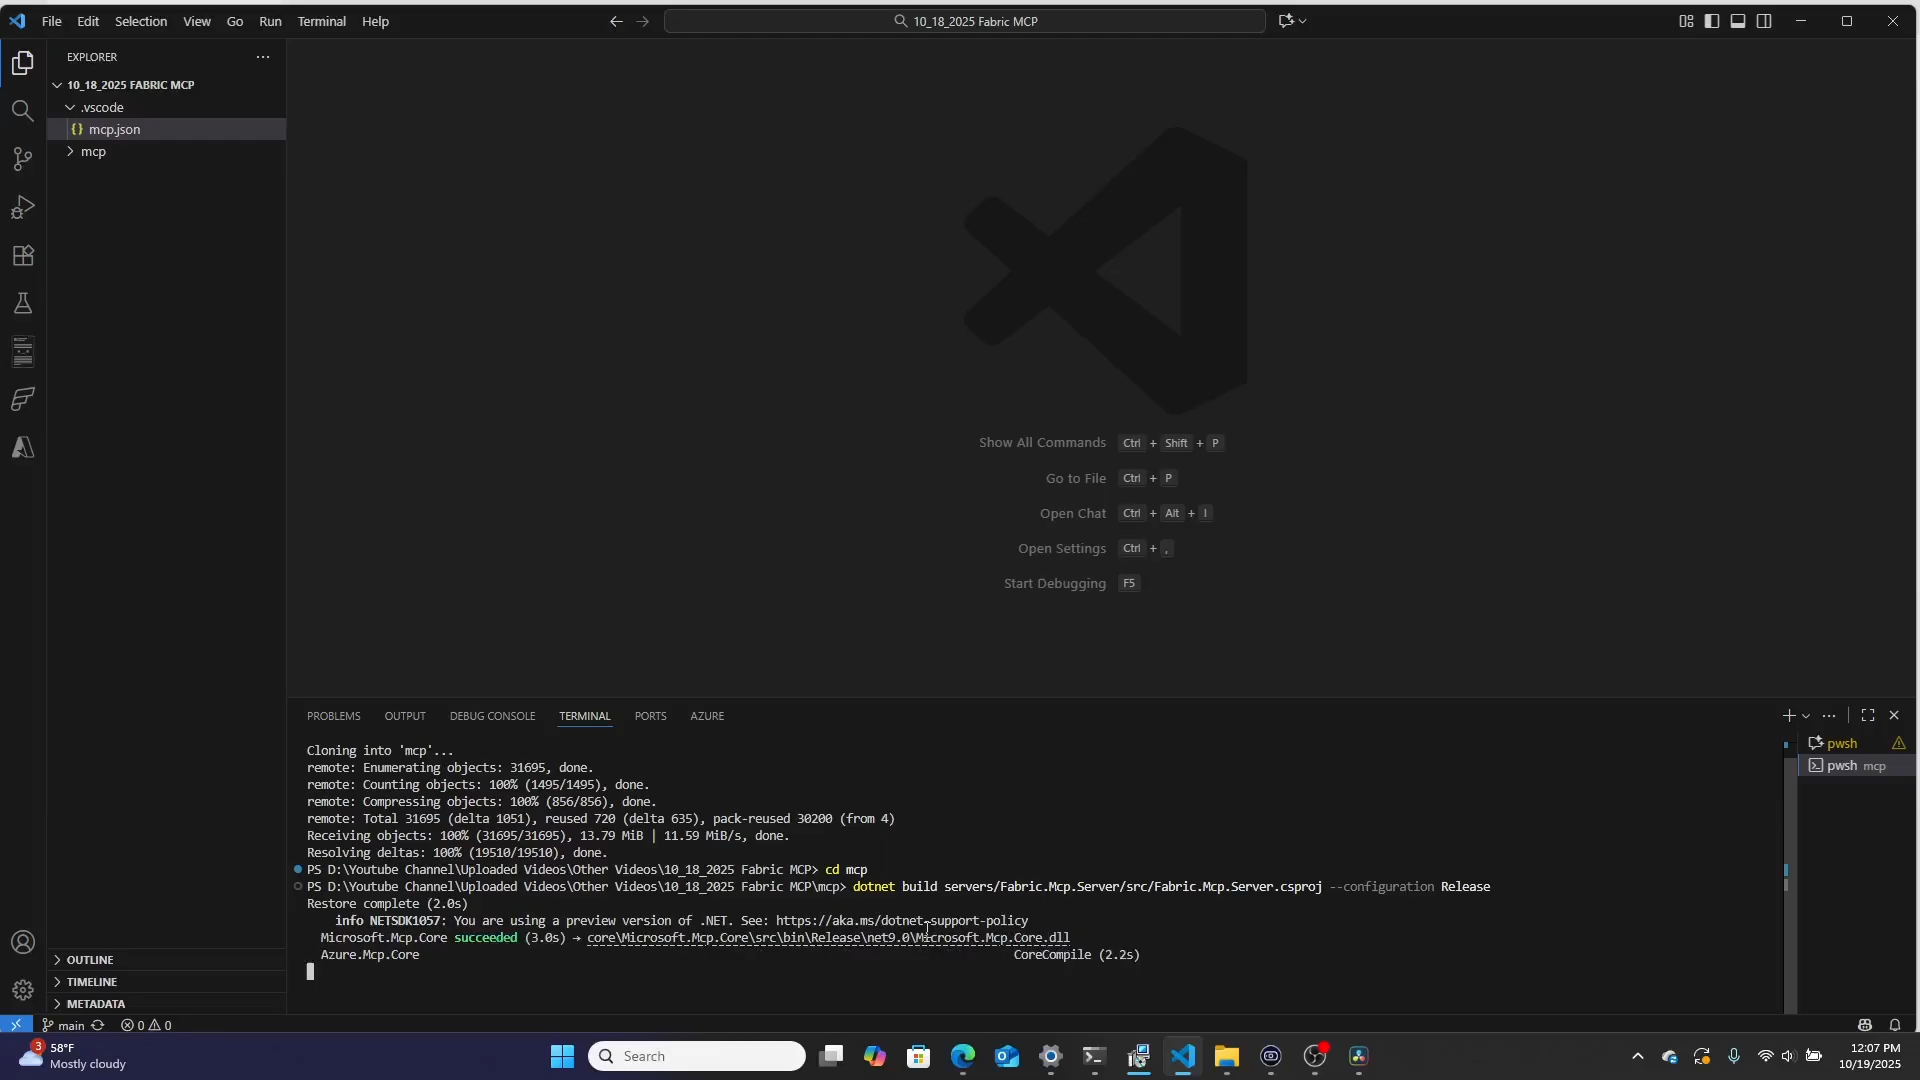 File Edit Selection View Go Run Terminal Help
10_18_2025 Fabric MCP
EXPLORER
10_18_2025 FABRIC MCP
.vscode
{} mcp.json
mcp
Show All Commands Ctrl + Shift + P
Go to File Ctrl + P
Open Chat Ctrl + Alt + I
Open Settings Ctrl + ,
Start Debugging F5
PROBLEMS OUTPUT DEBUG CONSOLE TERMINAL PORTS AZURE
pwsh
pwsh mcp
Cloning into 'mcp'...
remote: Enumerating objects: 31695, done.
remote: Counting objects: 100% (1495/1495), done.
remote: Compressing objects: 100% (856/856), done.
remote: Total 31695 (delta 1051), reused 720 (delta 635), pack-reused 30200 (from 4)
Receiving objects: 100% (31695/31695), 13.79 MiB | 11.59 MiB/s, done.
Resolving deltas: 100% (19510/19510), done.
PS D:\Youtube Channel\Uploaded Videos\Other Videos\10_18_2025 Fabric MCP> cd mcp
PS D:\Youtube Channel\Uploaded Videos\Other Videos\10_18_2025 Fabric MCP\mcp> dotnet build servers/Fabric.Mcp.Server/src/Fabric.Mcp.Server.csproj --configuration Release
Restore complete (2.0s)
info NETSDK1057: You are using a preview version of .NET. See: https://aka.ms/dotnet-support-policy
Microsoft.Mcp.Core succeeded (3.0s) → core\Microsoft.Mcp.Core\src\bin\Release\net9.0\Microsoft.Mcp.Core.dll
Azure.Mcp.Core CoreCompile (2.2s)
OUTLINE
TIMELINE
METADATA
main 0 0
3
58°F
Mostly cloudy
Search
12:07 PM
10/19/2025